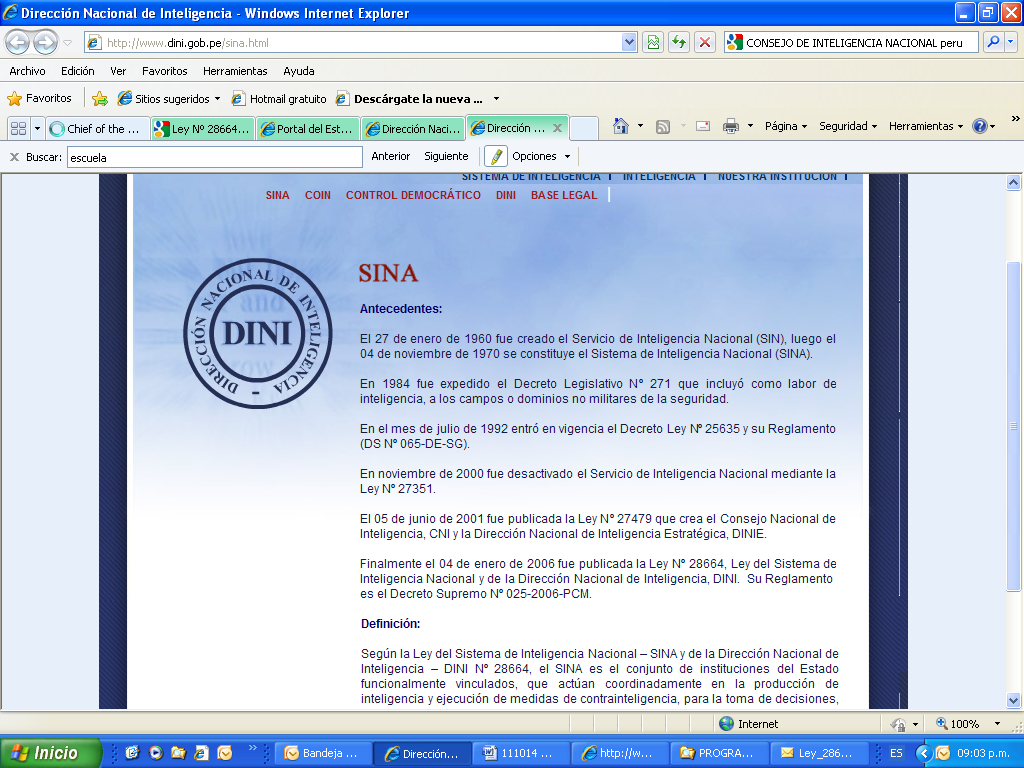 Dirección Nacional de Inteligencia - Windows Internet Explorer
http://www.dini.gob.pe/sina.html
CONSEJO DE INTELIGENCIA NACIONAL peru
Archivo Edición Ver Favoritos Herramientas Ayuda
Favoritos Sitios sugeridos Hotmail gratuito Descárgate la nueva ...
Chief of the ... Ley Nº 28664... Portal del Est... Dirección Naci... Dirección ... Página Seguridad Herramientas
Buscar: escuela Anterior Siguiente Opciones
SISTEMA DE INTELIGENCIA | INTELIGENCIA | NUESTRA INSTITUCION |
SINA COIN CONTROL DEMOCRÁTICO DINI BASE LEGAL
DIRECCIÓN NACIONAL DE INTELIGENCIA -
DINI
SINA
Antecedentes:
El 27 de enero de 1960 fue creado el Servicio de Inteligencia Nacional (SIN), luego el
04 de noviembre de 1970 se constituye el Sistema de Inteligencia Nacional (SINA).
En 1984 fue expedido el Decreto Legislativo Nº 271 que incluyó como labor de
inteligencia, a los campos o dominios no militares de la seguridad.
En el mes de julio de 1992 entró en vigencia el Decreto Ley Nº 25635 y su Reglamento
(DS Nº 065-DE-SG).
En noviembre de 2000 fue desactivado el Servicio de Inteligencia Nacional mediante la
Ley Nº 27351.
El 05 de junio de 2001 fue publicada la Ley Nº 27479 que crea el Consejo Nacional de
Inteligencia, CNI y la Dirección Nacional de Inteligencia Estratégica, DINIE.
Finalmente el 04 de enero de 2006 fue publicada la Ley Nº 28664, Ley del Sistema de
Inteligencia Nacional y de la Dirección Nacional de Inteligencia, DINI. Su Reglamento
es el Decreto Supremo Nº 025-2006-PCM.
Definición:
Según la Ley del Sistema de Inteligencia Nacional – SINA y de la Dirección Nacional de
Inteligencia – DINI Nº 28664, el SINA es el conjunto de instituciones del Estado
funcionalmente vinculados, que actúan coordinadamente en la producción de
inteligencia y ejecución de medidas de contrainteligencia, para la toma de decisiones,
Internet 100%
Inicio Bandeja ... Dirección... 111014 ... http://w... PROGRA... Ley_286... ES 09:03 p.m.